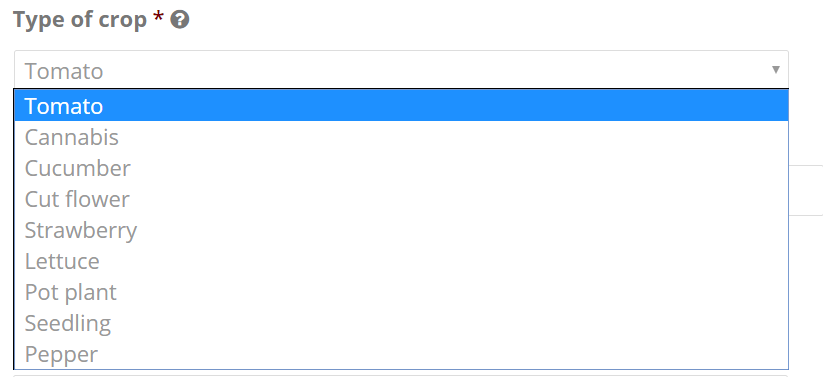 Type of crop * ?
Tomato
Tomato
Cannabis
Cucumber
Cut flower
Strawberry
Lettuce
Pot plant
Seedling
Pepper